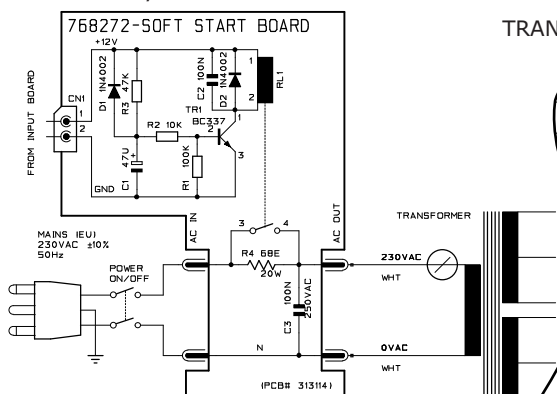 TRAN
768272-SOFT START BOARD
+12V
CN1
1
2
FROM INPUT BOARD
D1 1N4002
R3 47K
C2 100N
D2 1N4002
1
2
RL1
TR1
BC337
R2 10K
2
1
3
47U
+
C1
R1
100K
GND
3
4
AC IN
AC OUT
MAINS (EU)
230VAC ±10%
50Hz
POWER
ON/OFF
R4 68E
20W
100N
250VAC
C3
N
(PCB# 313114)
TRANSFORMER
230VAC
WHT
0VAC
WHT